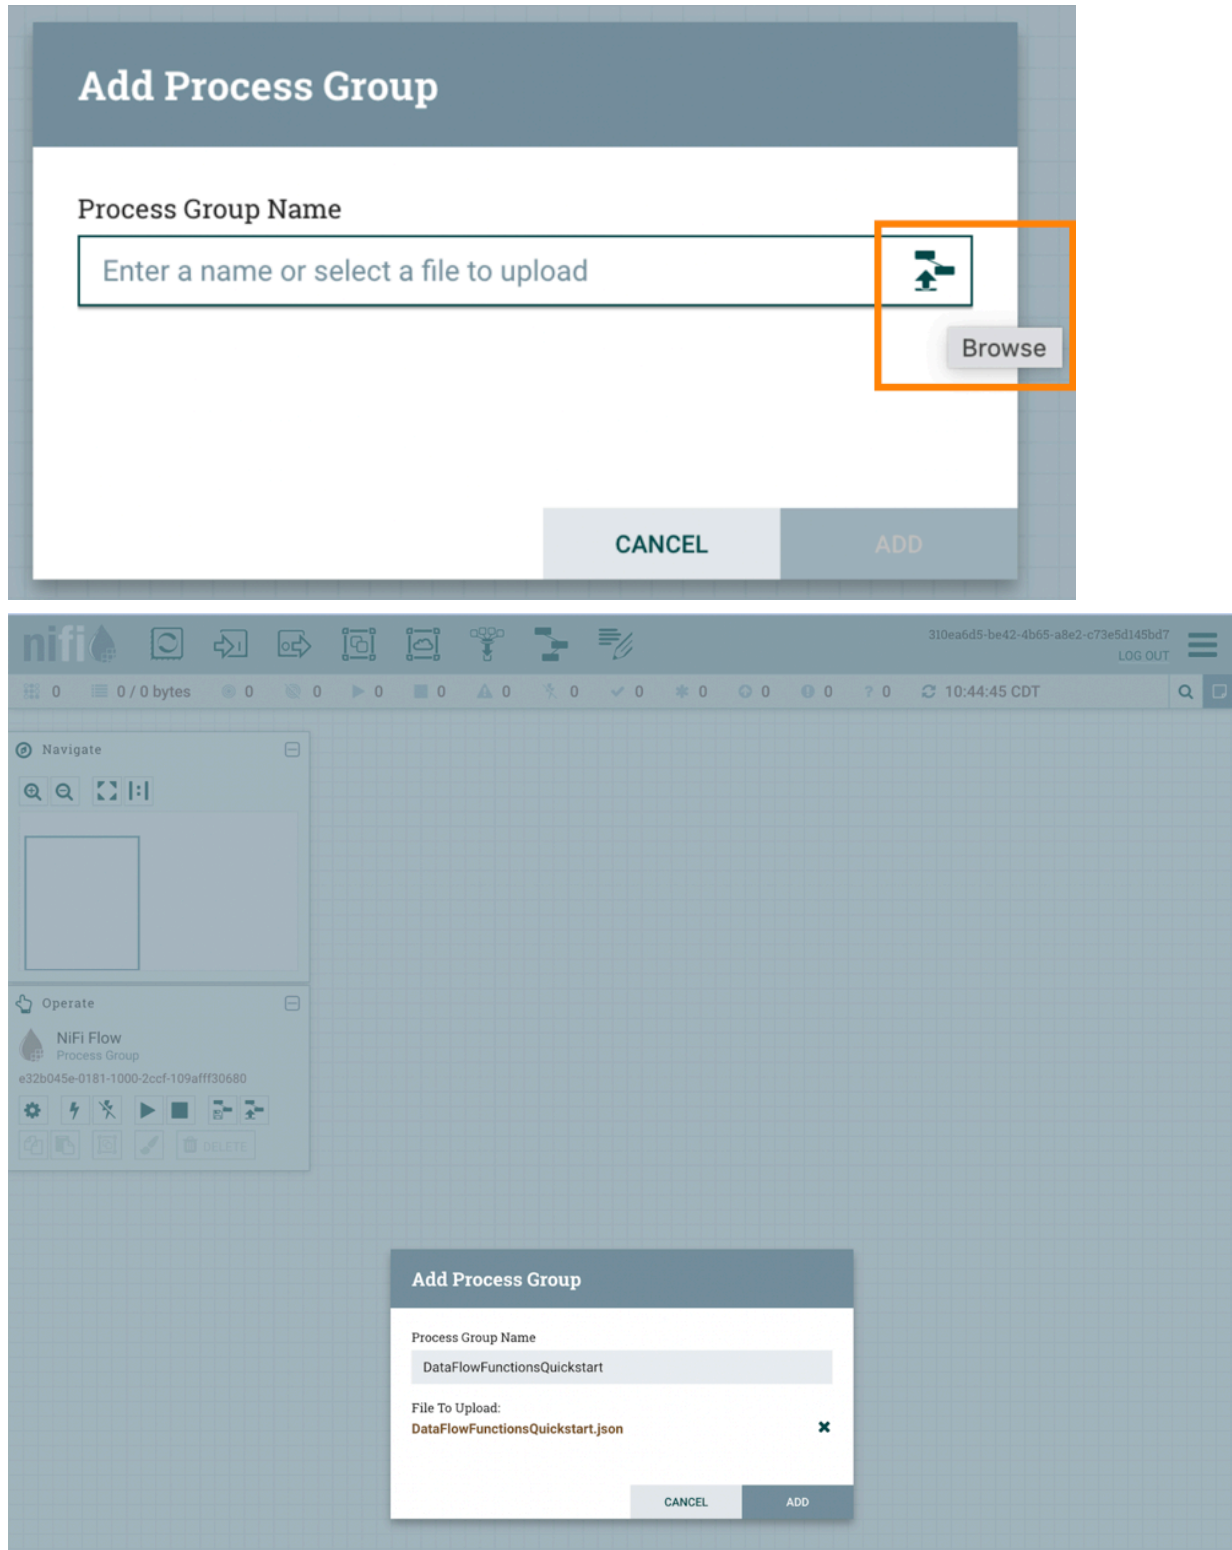 Add Process Group
Process Group Name
Enter a name or select a file to upload
Browse
CANCEL ADD
nifi
310ea6d5-be42-4b65-a8e2-c73e5d145bd7
LOG OUT
0 0 / 0 bytes 0 0 0 0 0 0 0 0 0 0 ? 0 10:44:45 CDT
Navigate
Operate
NiFi Flow
Process Group
e32b045e-0181-1000-2ccf-109afff30680
DELETE
Add Process Group
Process Group Name
DataFlowFunctionsQuickstart
File To Upload:
DataFlowFunctionsQuickstart.json
CANCEL ADD